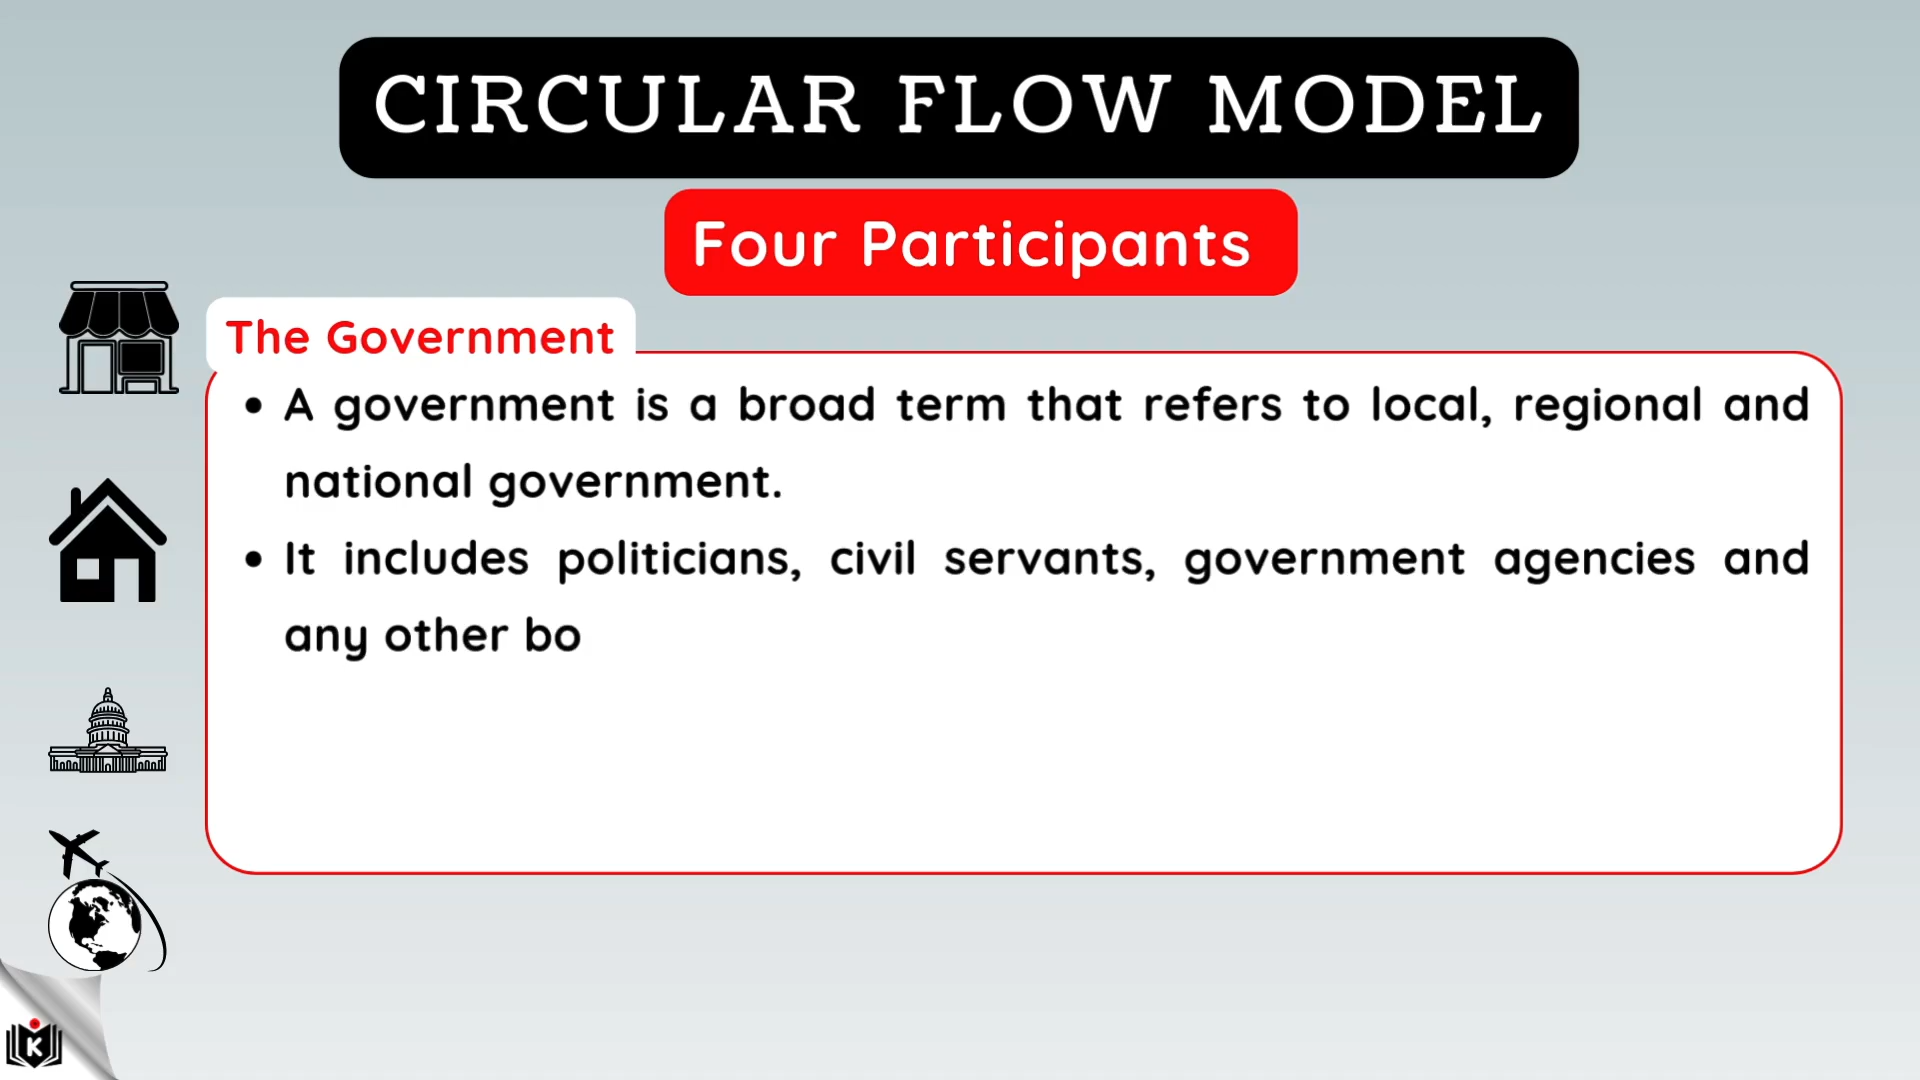 CIRCULAR FLOW MODEL
Four Participants
The Government
• A government is a broad term that refers to local, regional and
national government.
• It includes politicians, civil servants, government agencies and
any other bo
K